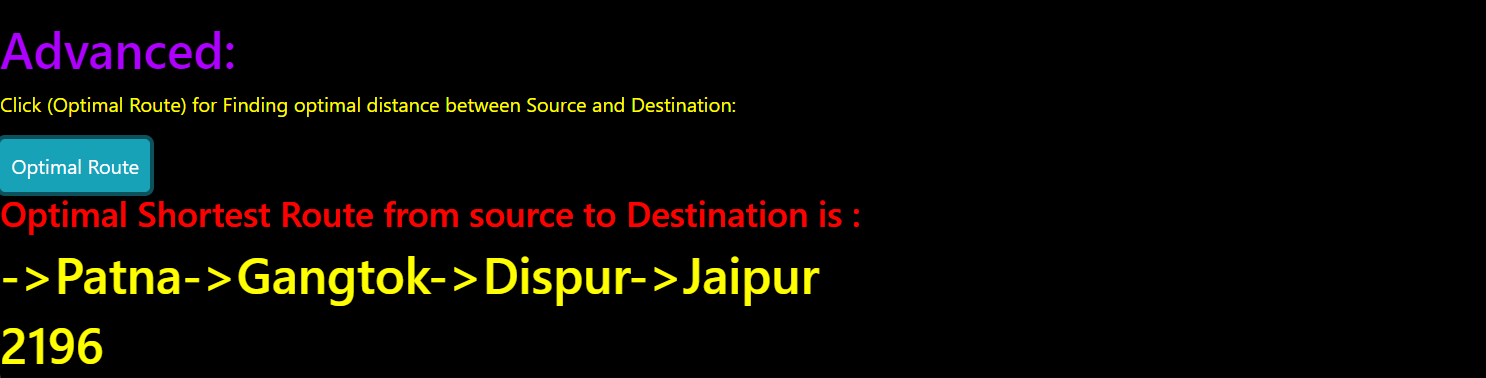 Advanced:
Click (Optimal Route) for Finding optimal distance between Source and Destination:
Optimal Route
Optimal Shortest Route from source to Destination is :
->Patna->Gangtok->Dispur->Jaipur
2196